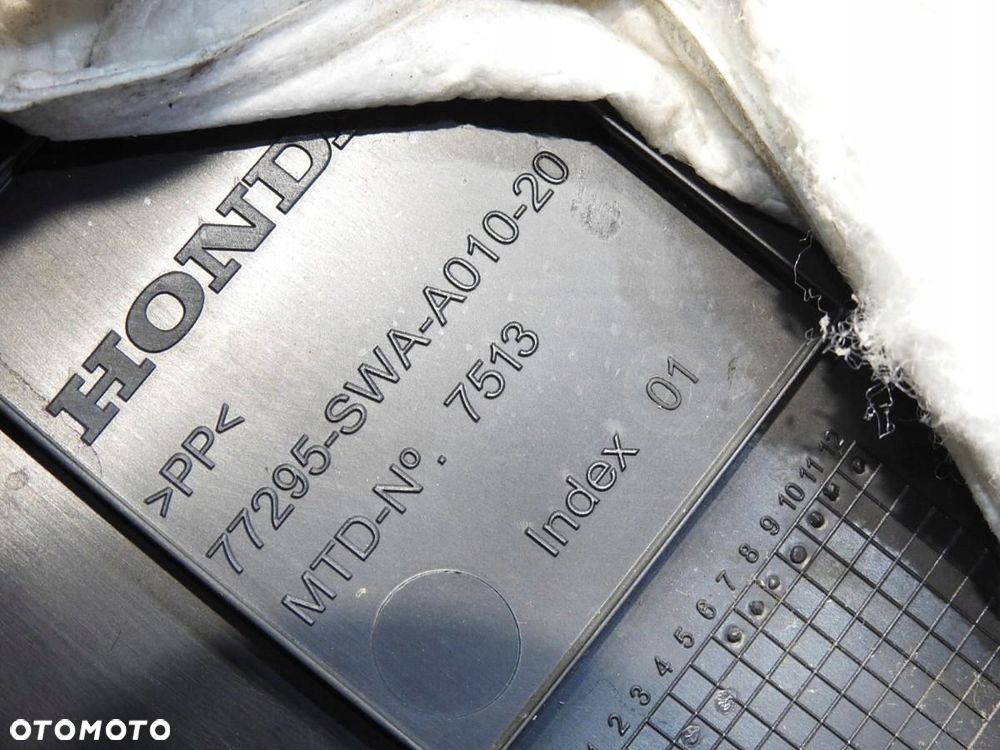 HONDA
>PP<
77295-SWA-A010-20
MTD-Nº. 7513
Index 01
1 2 3 4 5 6 7 8 9 10 11 12
OTOMOTO